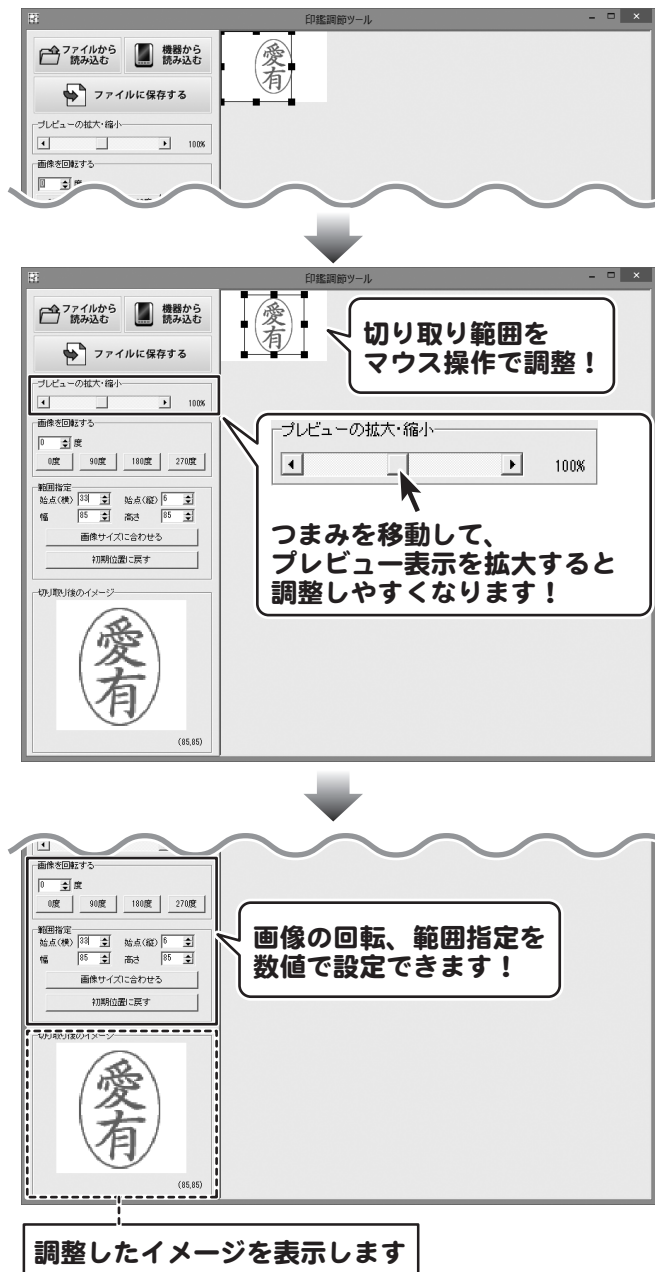 印鑑調節ツール
ファイルから
読み込む
機器から
読み込む
ファイルに保存する
プレビューの拡大・縮小
100%
画像を回転する
度
愛
有
印鑑調節ツール
ファイルから
読み込む
機器から
読み込む
ファイルに保存する
プレビューの拡大・縮小
100%
画像を回転する
0 度
0度 90度 180度 270度
範囲指定
始点(横) 33 始点(縦) 6
幅 85 高さ 85
画像サイズに合わせる
初期位置に戻す
切り取り後のイメージ
愛
有
(85,85)
愛
有
切り取り範囲を
マウス操作で調整！
プレビューの拡大・縮小
100%
つまみを移動して、
プレビュー表示を拡大すると
調整しやすくなります！
画像を回転する
0 度
0度 90度 180度 270度
範囲指定
始点(横) 33 始点(縦) 6
幅 85 高さ 85
画像サイズに合わせる
初期位置に戻す
切り取り後のイメージ
愛
有
(85,85)
画像の回転、範囲指定を
数値で設定できます！
調整したイメージを表示します